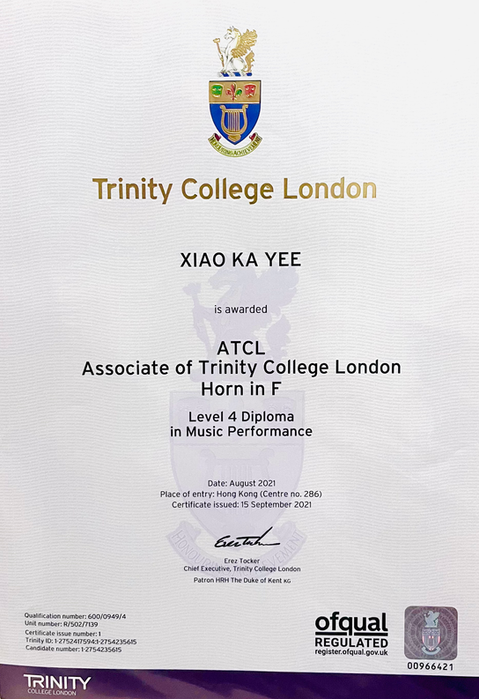 Trinity College London
XIAO KA YEE
is awarded
ATCL
Associate of Trinity College London
Horn in F
Level 4 Diploma
in Music Performance
Date: August 2021
Place of entry: Hong Kong (Centre no. 286)
Certificate issued: 15 September 2021
Erez Tocker
Chief Executive, Trinity College London
Patron HRH The Duke of Kent KG
Qualification number: 600/0949/4
Unit number: R/502/7139
Certificate issue number: 1
Trinity ID: 1-2752417594:1-2754235615
Candidate number: 1-2754235615
ofqual
REGULATED
register.ofqual.gov.uk
00966421
TRINITY
COLLEGE LONDON